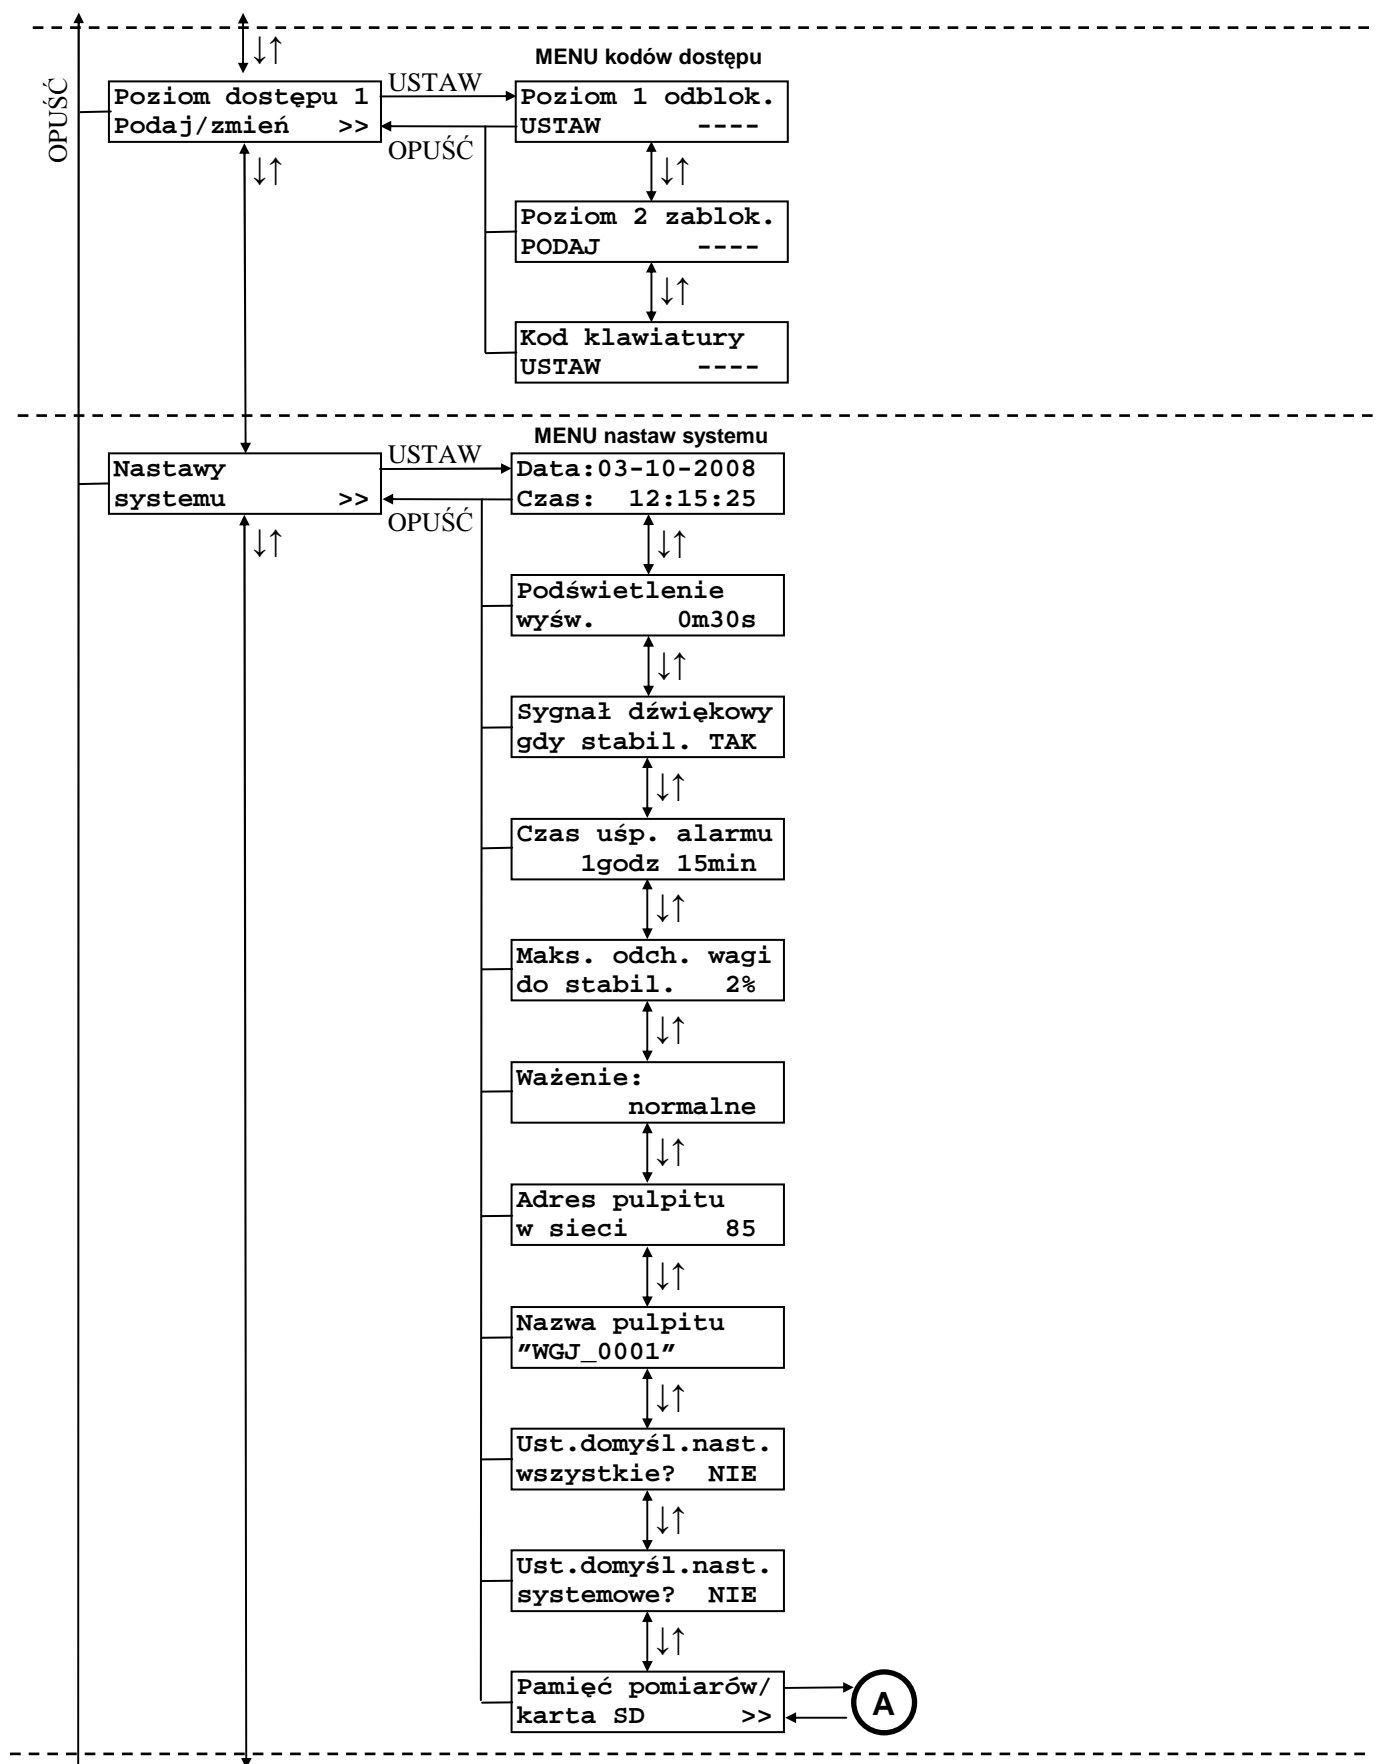 ↓↑
MENU kodów dostępu
OPUŚĆ
Poziom dostępu 1
Podaj/zmień >>
USTAW
OPUŚĆ
Poziom 1 odblok.
USTAW ----
↓↑
↓↑
Poziom 2 zablok.
PODAJ ----
↓↑
Kod klawiatury
USTAW ----
MENU nastaw systemu
Nastawy
systemu >>
USTAW
OPUŚĆ
Data:03-10-2008
Czas: 12:15:25
↓↑
↓↑
Podświetlenie
wyśw. 0m30s
↓↑
Sygnał dźwiękowy
gdy stabil. TAK
↓↑
Czas uśp. alarmu
1godz 15min
↓↑
Maks. odch. wagi
do stabil. 2%
↓↑
Ważenie:
normalne
↓↑
Adres pulpitu
w sieci 85
↓↑
Nazwa pulpitu
″WGJ_0001″
↓↑
Ust.domyśl.nast.
wszystkie? NIE
↓↑
Ust.domyśl.nast.
systemowe? NIE
↓↑
Pamięć pomiarów/
karta SD >>
A